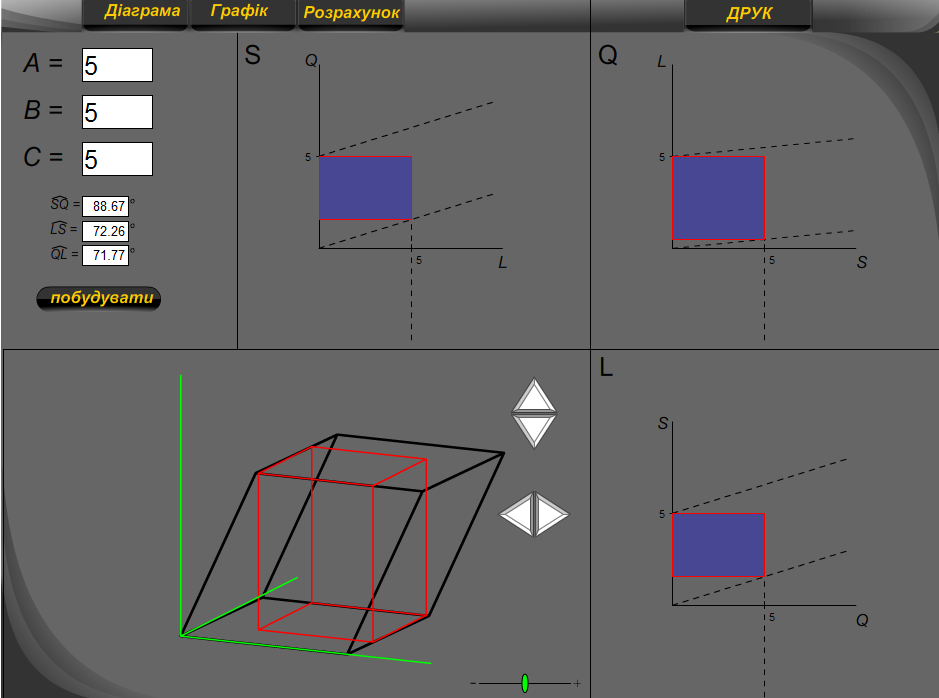 Діаграма Графік Розрахунок ДРУК
A = 5
B = 5
C = 5
SQ = 88.67 °
LS = 72.26 °
QL = 71.77 °
побудувати
S
Q
5
5
L
Q
L
5
5
S
L
S
5
5
Q
- +